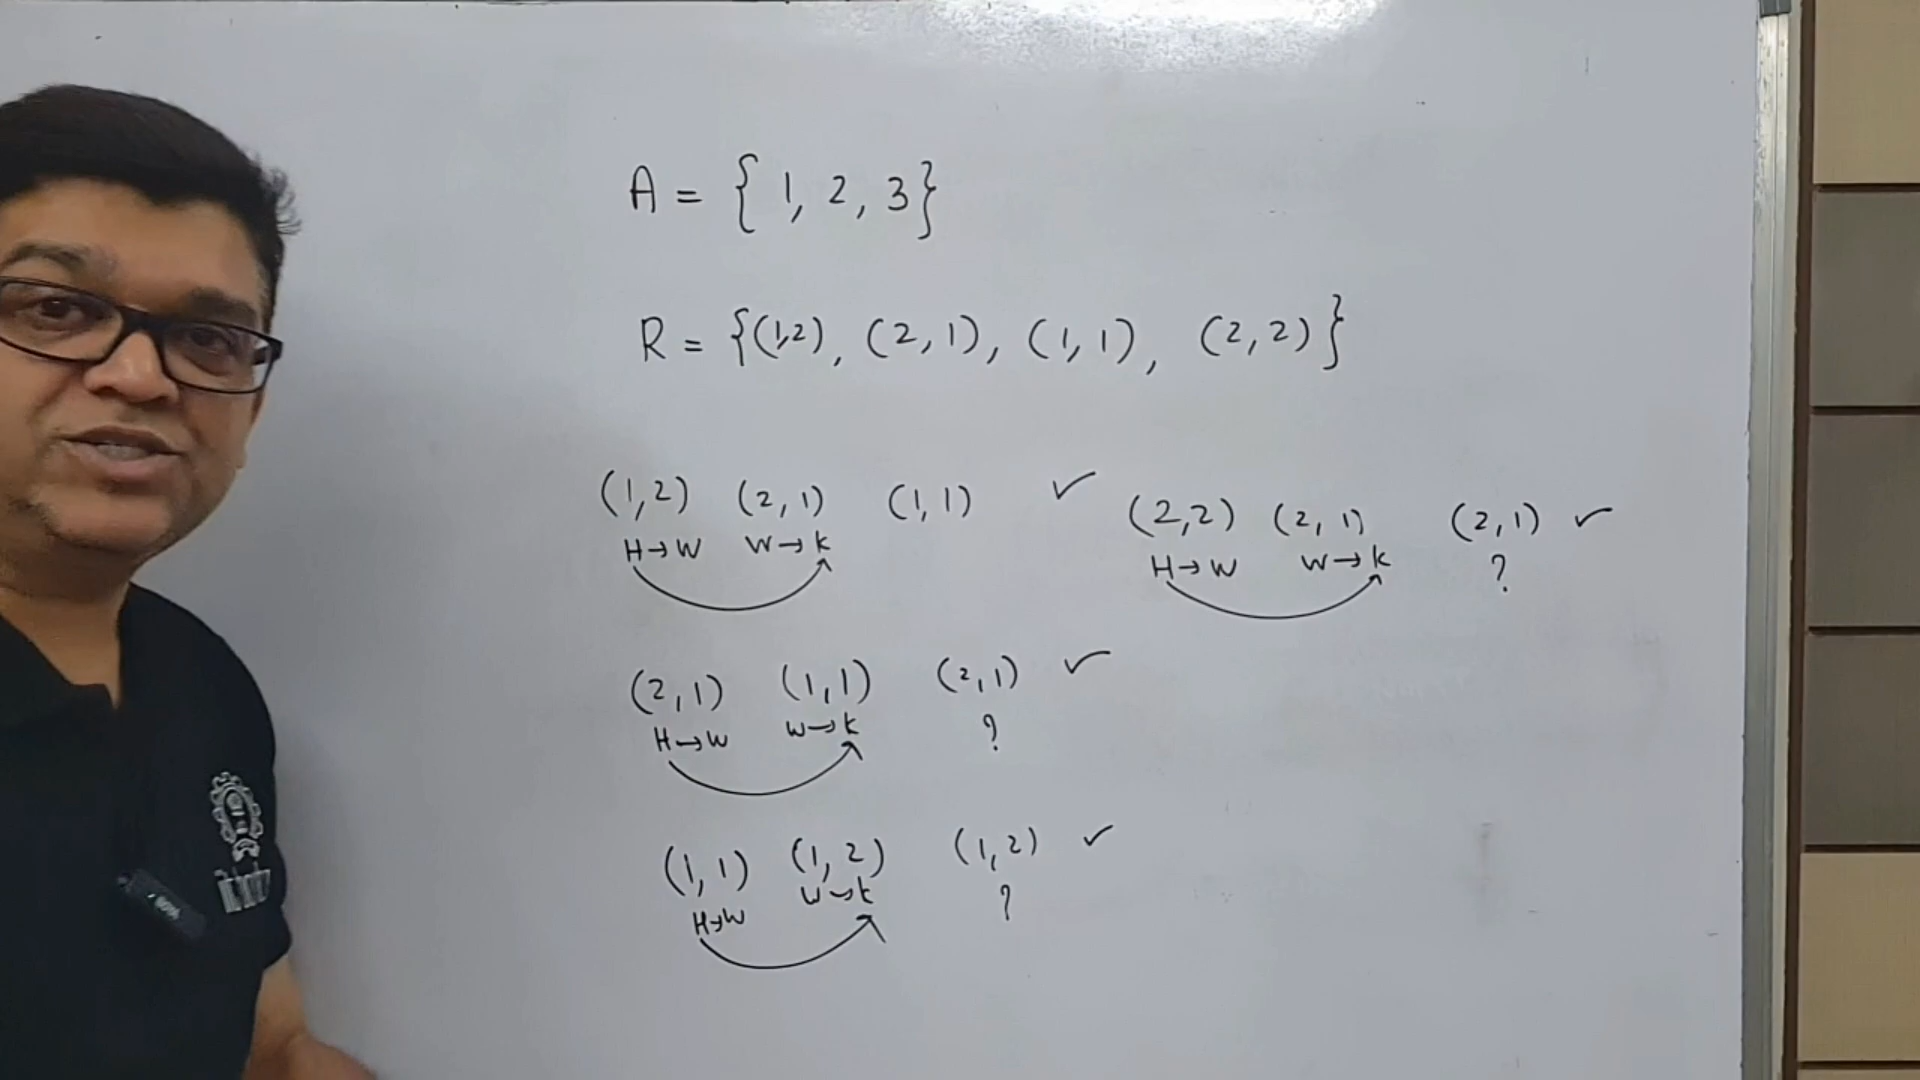 A = { 1, 2, 3}
R = {(1,2), (2,1), (1,1), (2,2)}
(1,2) (2,1) (1,1) ✓
H→W W→k
(2,2) (2,1) (2,1) ✓
H→W W→k ?
(2,1) (1,1) (2,1) ✓
H→W W→k ?
(1,1) (1,2) (1,2) ✓
H→W W→k ?